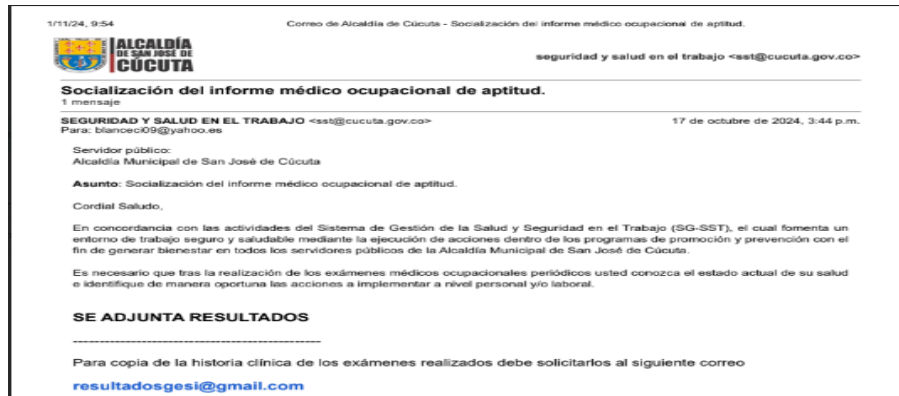 1/11/24, 9:54
Correo de Alcaldía de Cúcuta - Socialización del informe médico ocupacional de aptitud.
ALCALDÍA
DE SAN JOSÉ DE
CÚCUTA
seguridad y salud en el trabajo <sst@cucuta.gov.co>
Socialización del informe médico ocupacional de aptitud.
1 mensaje
SEGURIDAD Y SALUD EN EL TRABAJO <sst@cucuta.gov.co>
17 de octubre de 2024, 3:44 p.m.
Para: blanceci09@yahoo.es
Servidor público:
Alcaldía Municipal de San José de Cúcuta
Asunto: Socialización del informe médico ocupacional de aptitud.
Cordial Saludo,
En concordancia con las actividades del Sistema de Gestión de la Salud y Seguridad en el Trabajo (SG-SST), el cual fomenta un
entorno de trabajo seguro y saludable mediante la ejecución de acciones dentro de los programas de promoción y prevención con el
fin de generar bienestar en todos los servidores públicos de la Alcaldía Municipal de San José de Cúcuta.
Es necesario que tras la realización de los exámenes médicos ocupacionales periódicos usted conozca el estado actual de su salud
e identifique de manera oportuna las acciones a implementar a nivel personal y/o laboral.
SE ADJUNTA RESULTADOS
----------------------------------------------
Para copia de la historia clínica de los exámenes realizados debe solicitarlos al siguiente correo
resultadosgesi@gmail.com